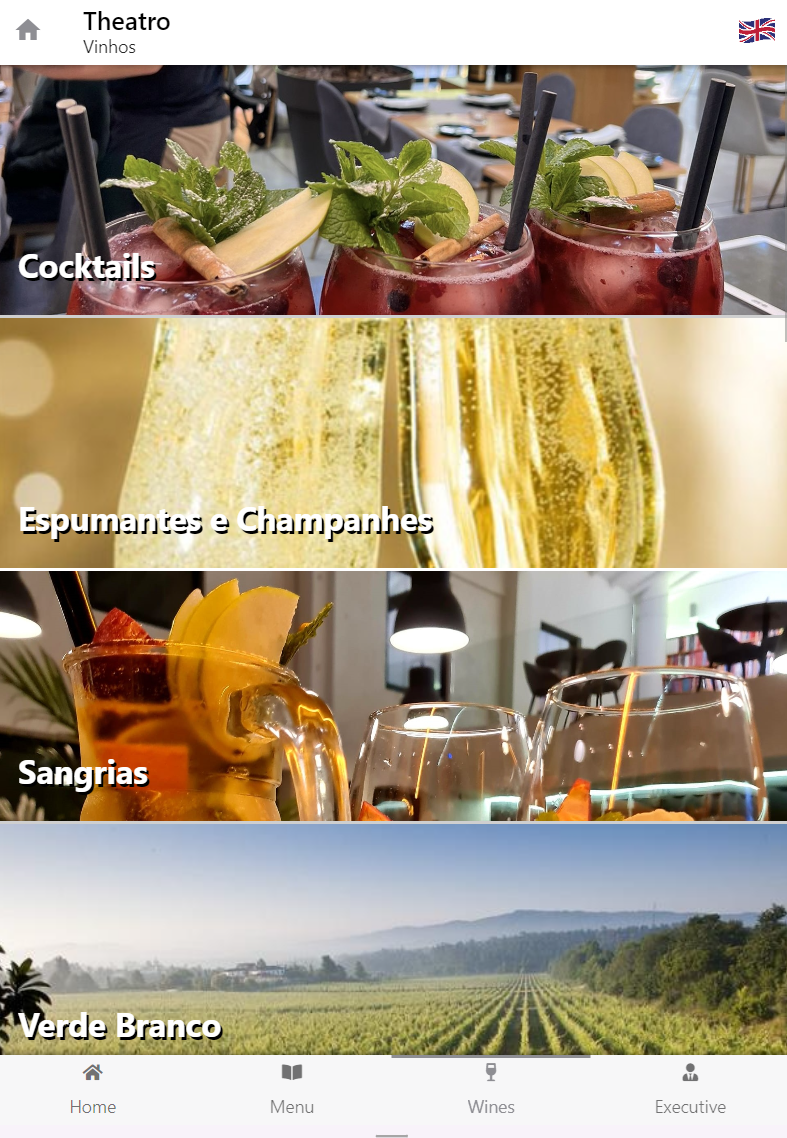 Theatro
Vinhos
Cocktails
Espumantes e Champanhes
Sangrias
Verde Branco
Home
Menu
Wines
Executive